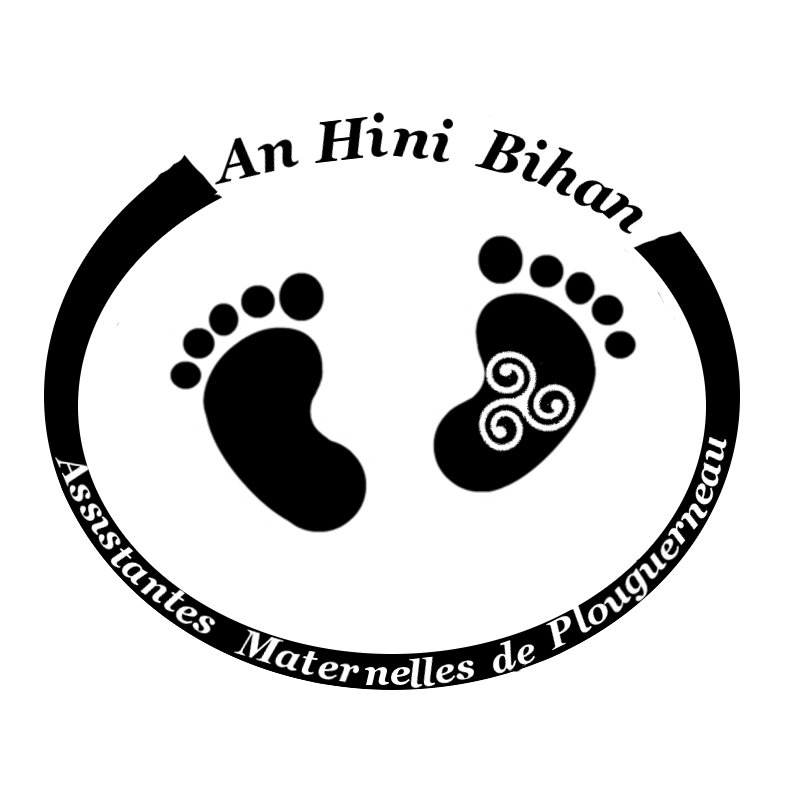 An Hini Bihan
Assistantes Maternelles de Plouguerneau